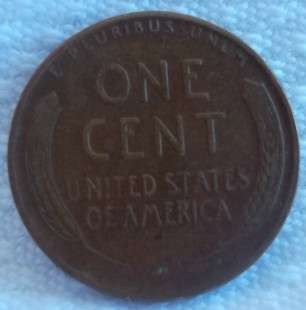 E PLURIBUS UNUM
ONE
CENT
UNITED STATES
OF AMERICA